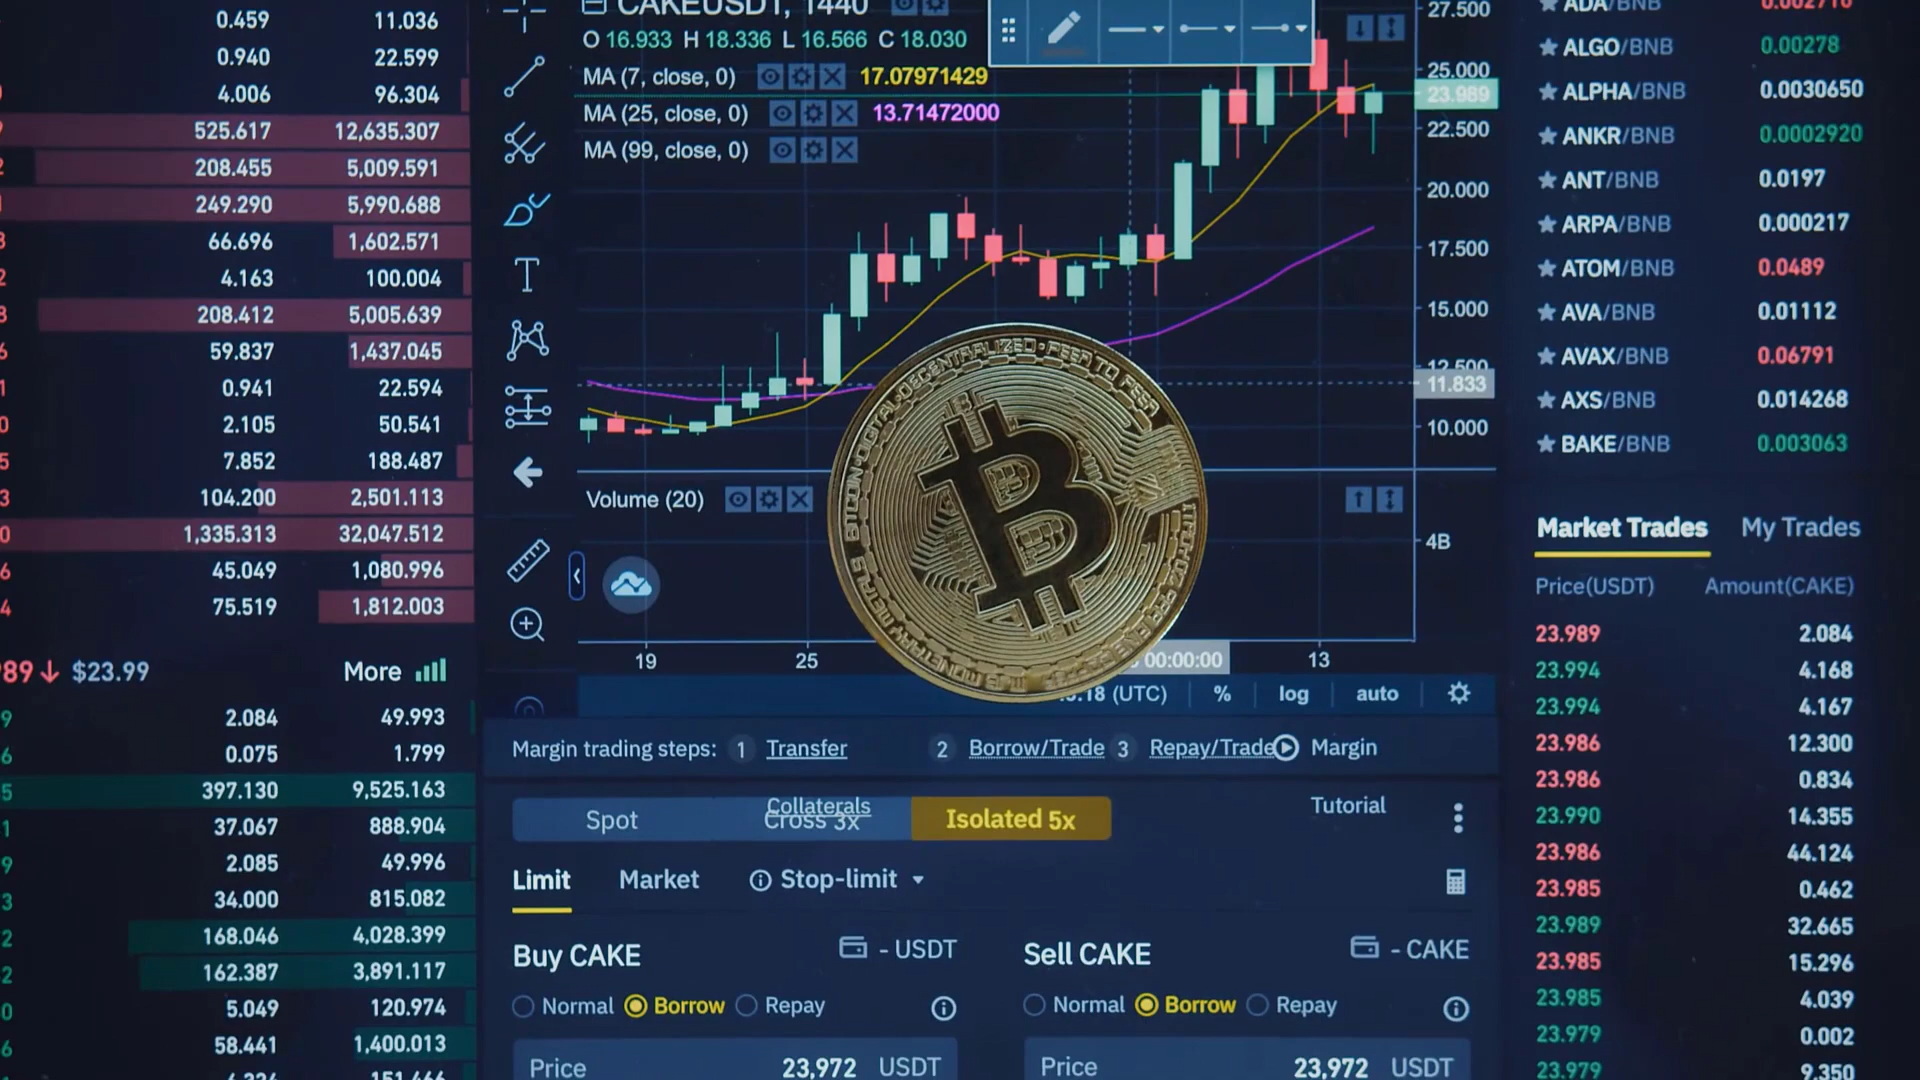 0.459 11.036
0.940 22.599
4.006 96.304
525.617 12,635.307
208.455 5,009.591
249.290 5,990.688
66.696 1,602.571
4.163 100.004
208.412 5,005.639
59.837 1,437.045
0.941 22.594
2.105 50.541
7.852 188.487
104.200 2,501.113
1,335.313 32,047.512
45.049 1,080.996
75.519 1,812.003
$23.99 More
2.084 49.993
0.075 1.799
397.130 9,525.163
37.067 888.904
2.085 49.996
34.000 815.082
168.046 4,028.399
162.387 3,891.117
5.049 120.974
58.441 1,400.013
CAKEUSDT, 1440
O 16.933 H 18.336 L 16.566 C 18.030
MA (7, close, 0) 17.07971429
MA (25, close, 0) 13.71472000
MA (99, close, 0)
27.500
25.000
23.989
22.500
20.000
17.500
15.000
12.500
11.833
10.000
Volume (20)
4B
19 25 00:00:00 13
(UTC) % log auto
BITCOIN·DIGITAL·DECENTRALIZED·PEER TO PEER
Margin trading steps: 1 Transfer 2 Borrow/Trade 3 Repay/Trade Margin
Collaterals Tutorial
Spot Cross 3x Isolated 5x
Limit Market Stop-limit
Buy CAKE - USDT Sell CAKE - CAKE
Normal Borrow Repay Normal Borrow Repay
Price 23,972 USDT Price 23,972 USDT
ADA/BNB 0.002716
ALGO/BNB 0.00278
ALPHA/BNB 0.0030650
ANKR/BNB 0.0002920
ANT/BNB 0.0197
ARPA/BNB 0.000217
ATOM/BNB 0.0489
AVA/BNB 0.01112
AVAX/BNB 0.06791
AXS/BNB 0.014268
BAKE/BNB 0.003063
Market Trades My Trades
Price(USDT) Amount(CAKE)
23.989 2.084
23.994 4.168
23.994 4.167
23.986 12.300
23.986 0.834
23.990 14.355
23.986 44.124
23.985 0.462
23.989 32.665
23.985 15.296
23.985 4.039
23.979 0.002
23.979 9.350